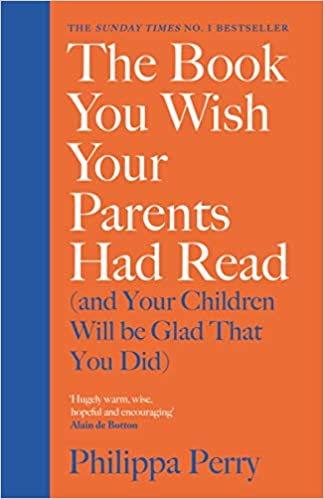 THE SUNDAY TIMES NO. 1 BESTSELLER
The Book
You Wish
Your
Parents
Had Read
(and Your Children
Will be Glad That
You Did)
'Hugely warm, wise,
hopeful and encouraging'
Alain de Botton
Philippa Perry